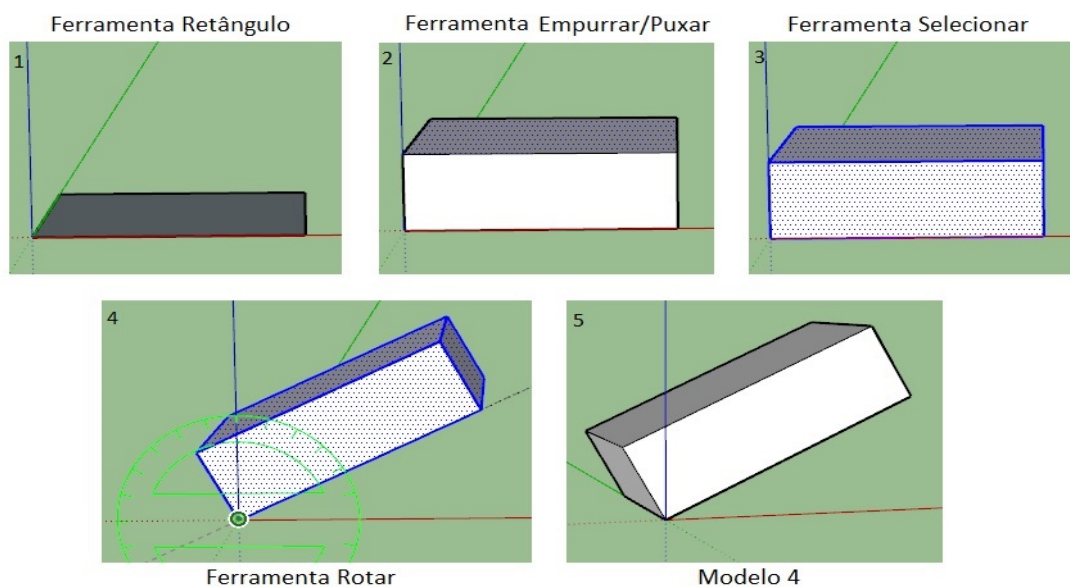 Ferramenta Retângulo
Ferramenta Empurrar/Puxar
Ferramenta Selecionar
1
2
3
4
5
Ferramenta Rotar
Modelo 4